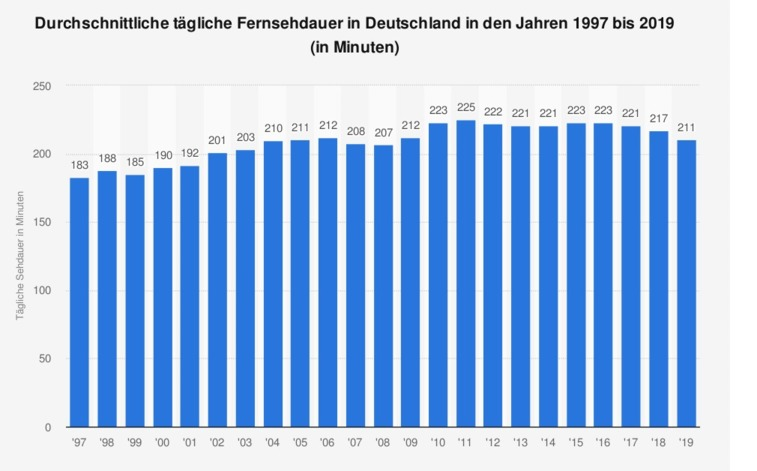 Durchschnittliche tägliche Fernsehdauer in Deutschland in den Jahren 1997 bis 2019
(in Minuten)
Tägliche Sehdauer in Minuten
250
200
150
100
50
0
183 188 185 190 192 201 203 210 211 212 208 207 212 223 225 222 221 221 223 223 221 217 211
'97 '98 '99 '00 '01 '02 '03 '04 '05 '06 '07 '08 '09 '10 '11 '12 '13 '14 '15 '16 '17 '18 '19